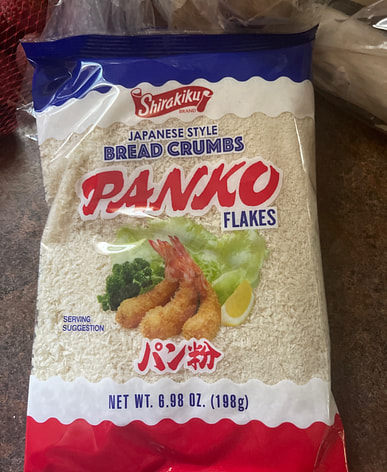 Shirakiku
BRAND
JAPANESE STYLE
BREAD CRUMBS
PANKO
FLAKES
SERVING
SUGGESTION
パン粉
NET WT. 6.98 OZ. (198g)